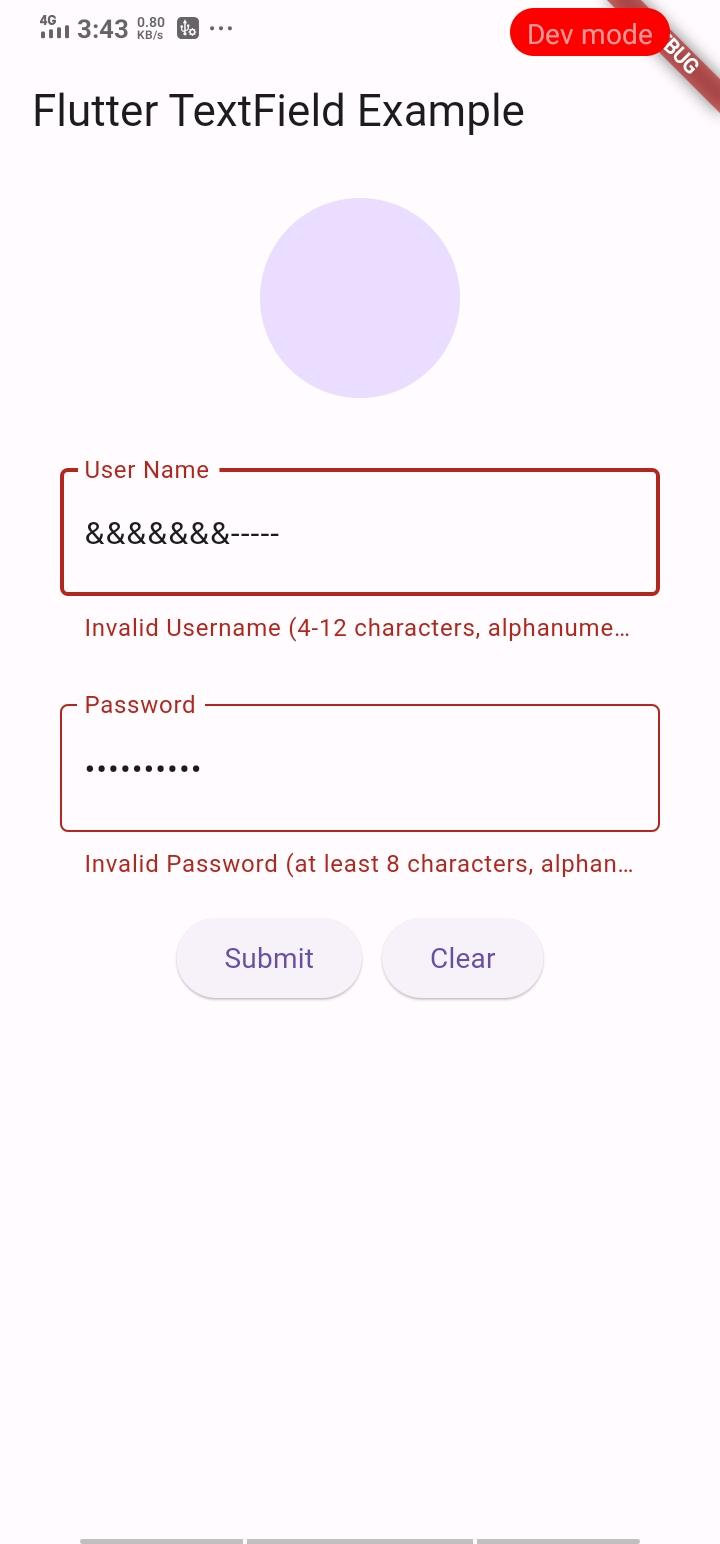 4G 3:43 0.80 KB/s ...
Dev mode
BUG
Flutter TextField Example
User Name
&&&&&&&-----
Invalid Username (4-12 characters, alphanume...
Password
••••••••••
Invalid Password (at least 8 characters, alphan...
Submit Clear